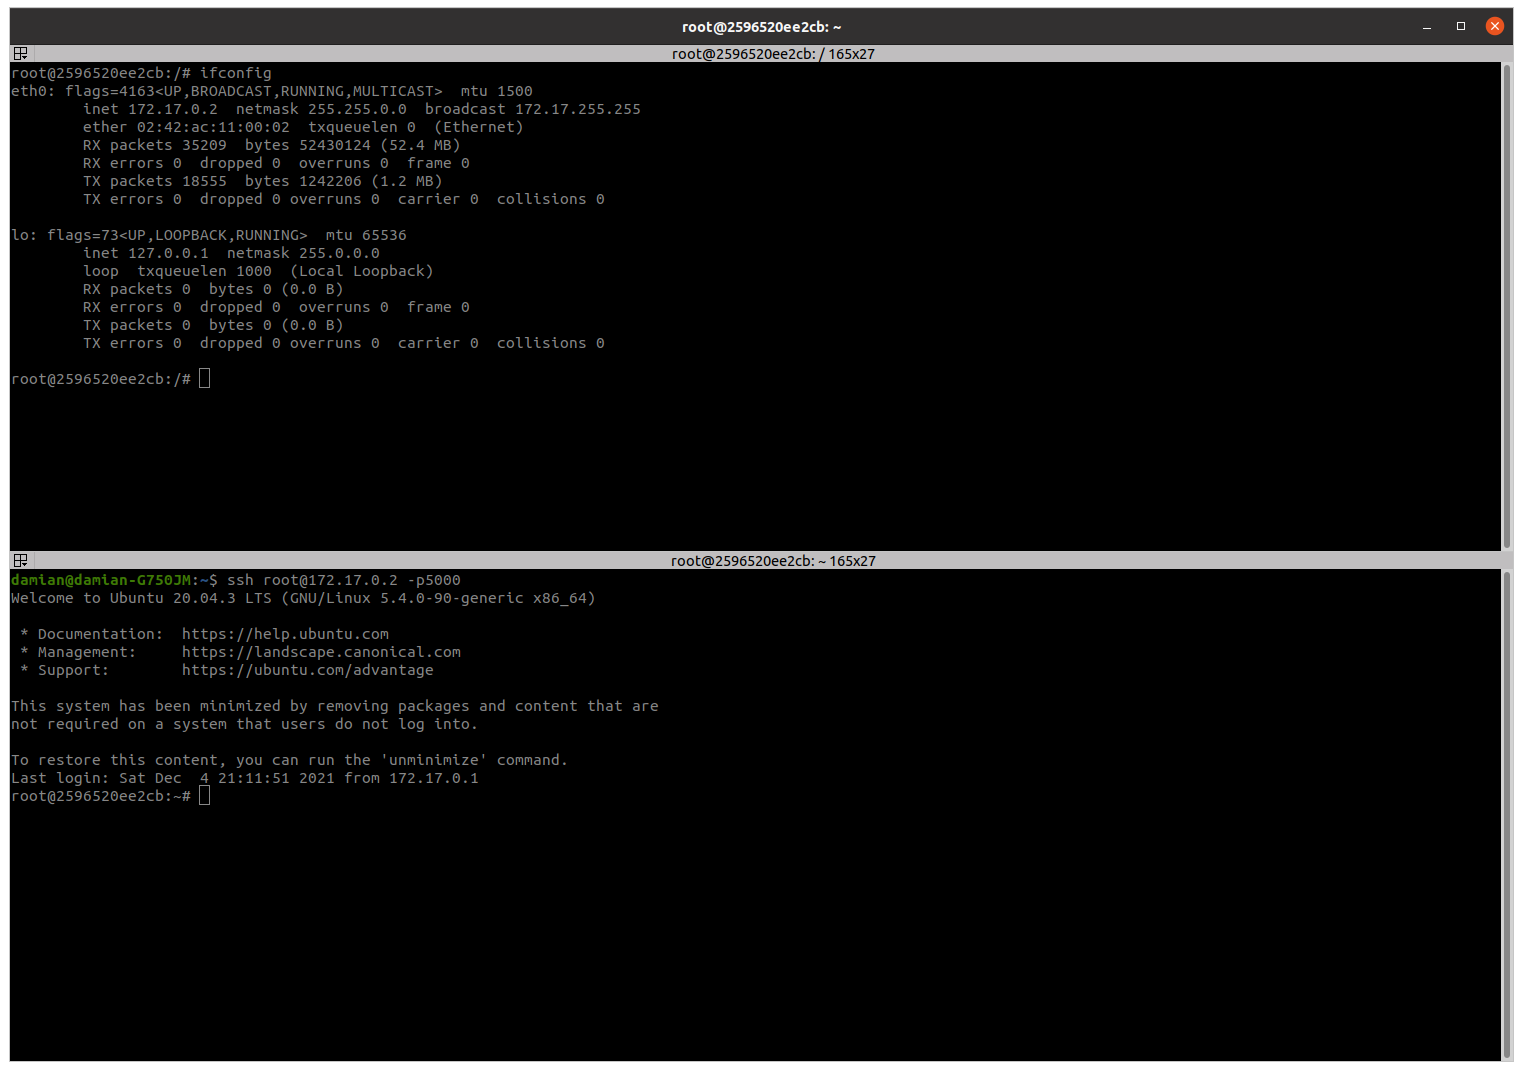 root@2596520ee2cb: ~
root@2596520ee2cb: / 165x27
root@2596520ee2cb:/# ifconfig
eth0: flags=4163<UP,BROADCAST,RUNNING,MULTICAST>  mtu 1500
        inet 172.17.0.2  netmask 255.255.0.0  broadcast 172.17.255.255
        ether 02:42:ac:11:00:02  txqueuelen 0  (Ethernet)
        RX packets 35209  bytes 52430124 (52.4 MB)
        RX errors 0  dropped 0  overruns 0  frame 0
        TX packets 18555  bytes 1242206 (1.2 MB)
        TX errors 0  dropped 0 overruns 0  carrier 0  collisions 0
lo: flags=73<UP,LOOPBACK,RUNNING>  mtu 65536
        inet 127.0.0.1  netmask 255.0.0.0
        loop  txqueuelen 1000  (Local Loopback)
        RX packets 0  bytes 0 (0.0 B)
        RX errors 0  dropped 0  overruns 0  frame 0
        TX packets 0  bytes 0 (0.0 B)
        TX errors 0  dropped 0 overruns 0  carrier 0  collisions 0
root@2596520ee2cb:/#
root@2596520ee2cb: ~ 165x27
damian@damian-G750JM:~$ ssh root@172.17.0.2 -p5000
Welcome to Ubuntu 20.04.3 LTS (GNU/Linux 5.4.0-90-generic x86_64)
 * Documentation:  https://help.ubuntu.com
 * Management:     https://landscape.canonical.com
 * Support:        https://ubuntu.com/advantage
This system has been minimized by removing packages and content that are
not required on a system that users do not log into.
To restore this content, you can run the 'unminimize' command.
Last login: Sat Dec  4 21:11:51 2021 from 172.17.0.1
root@2596520ee2cb:~#